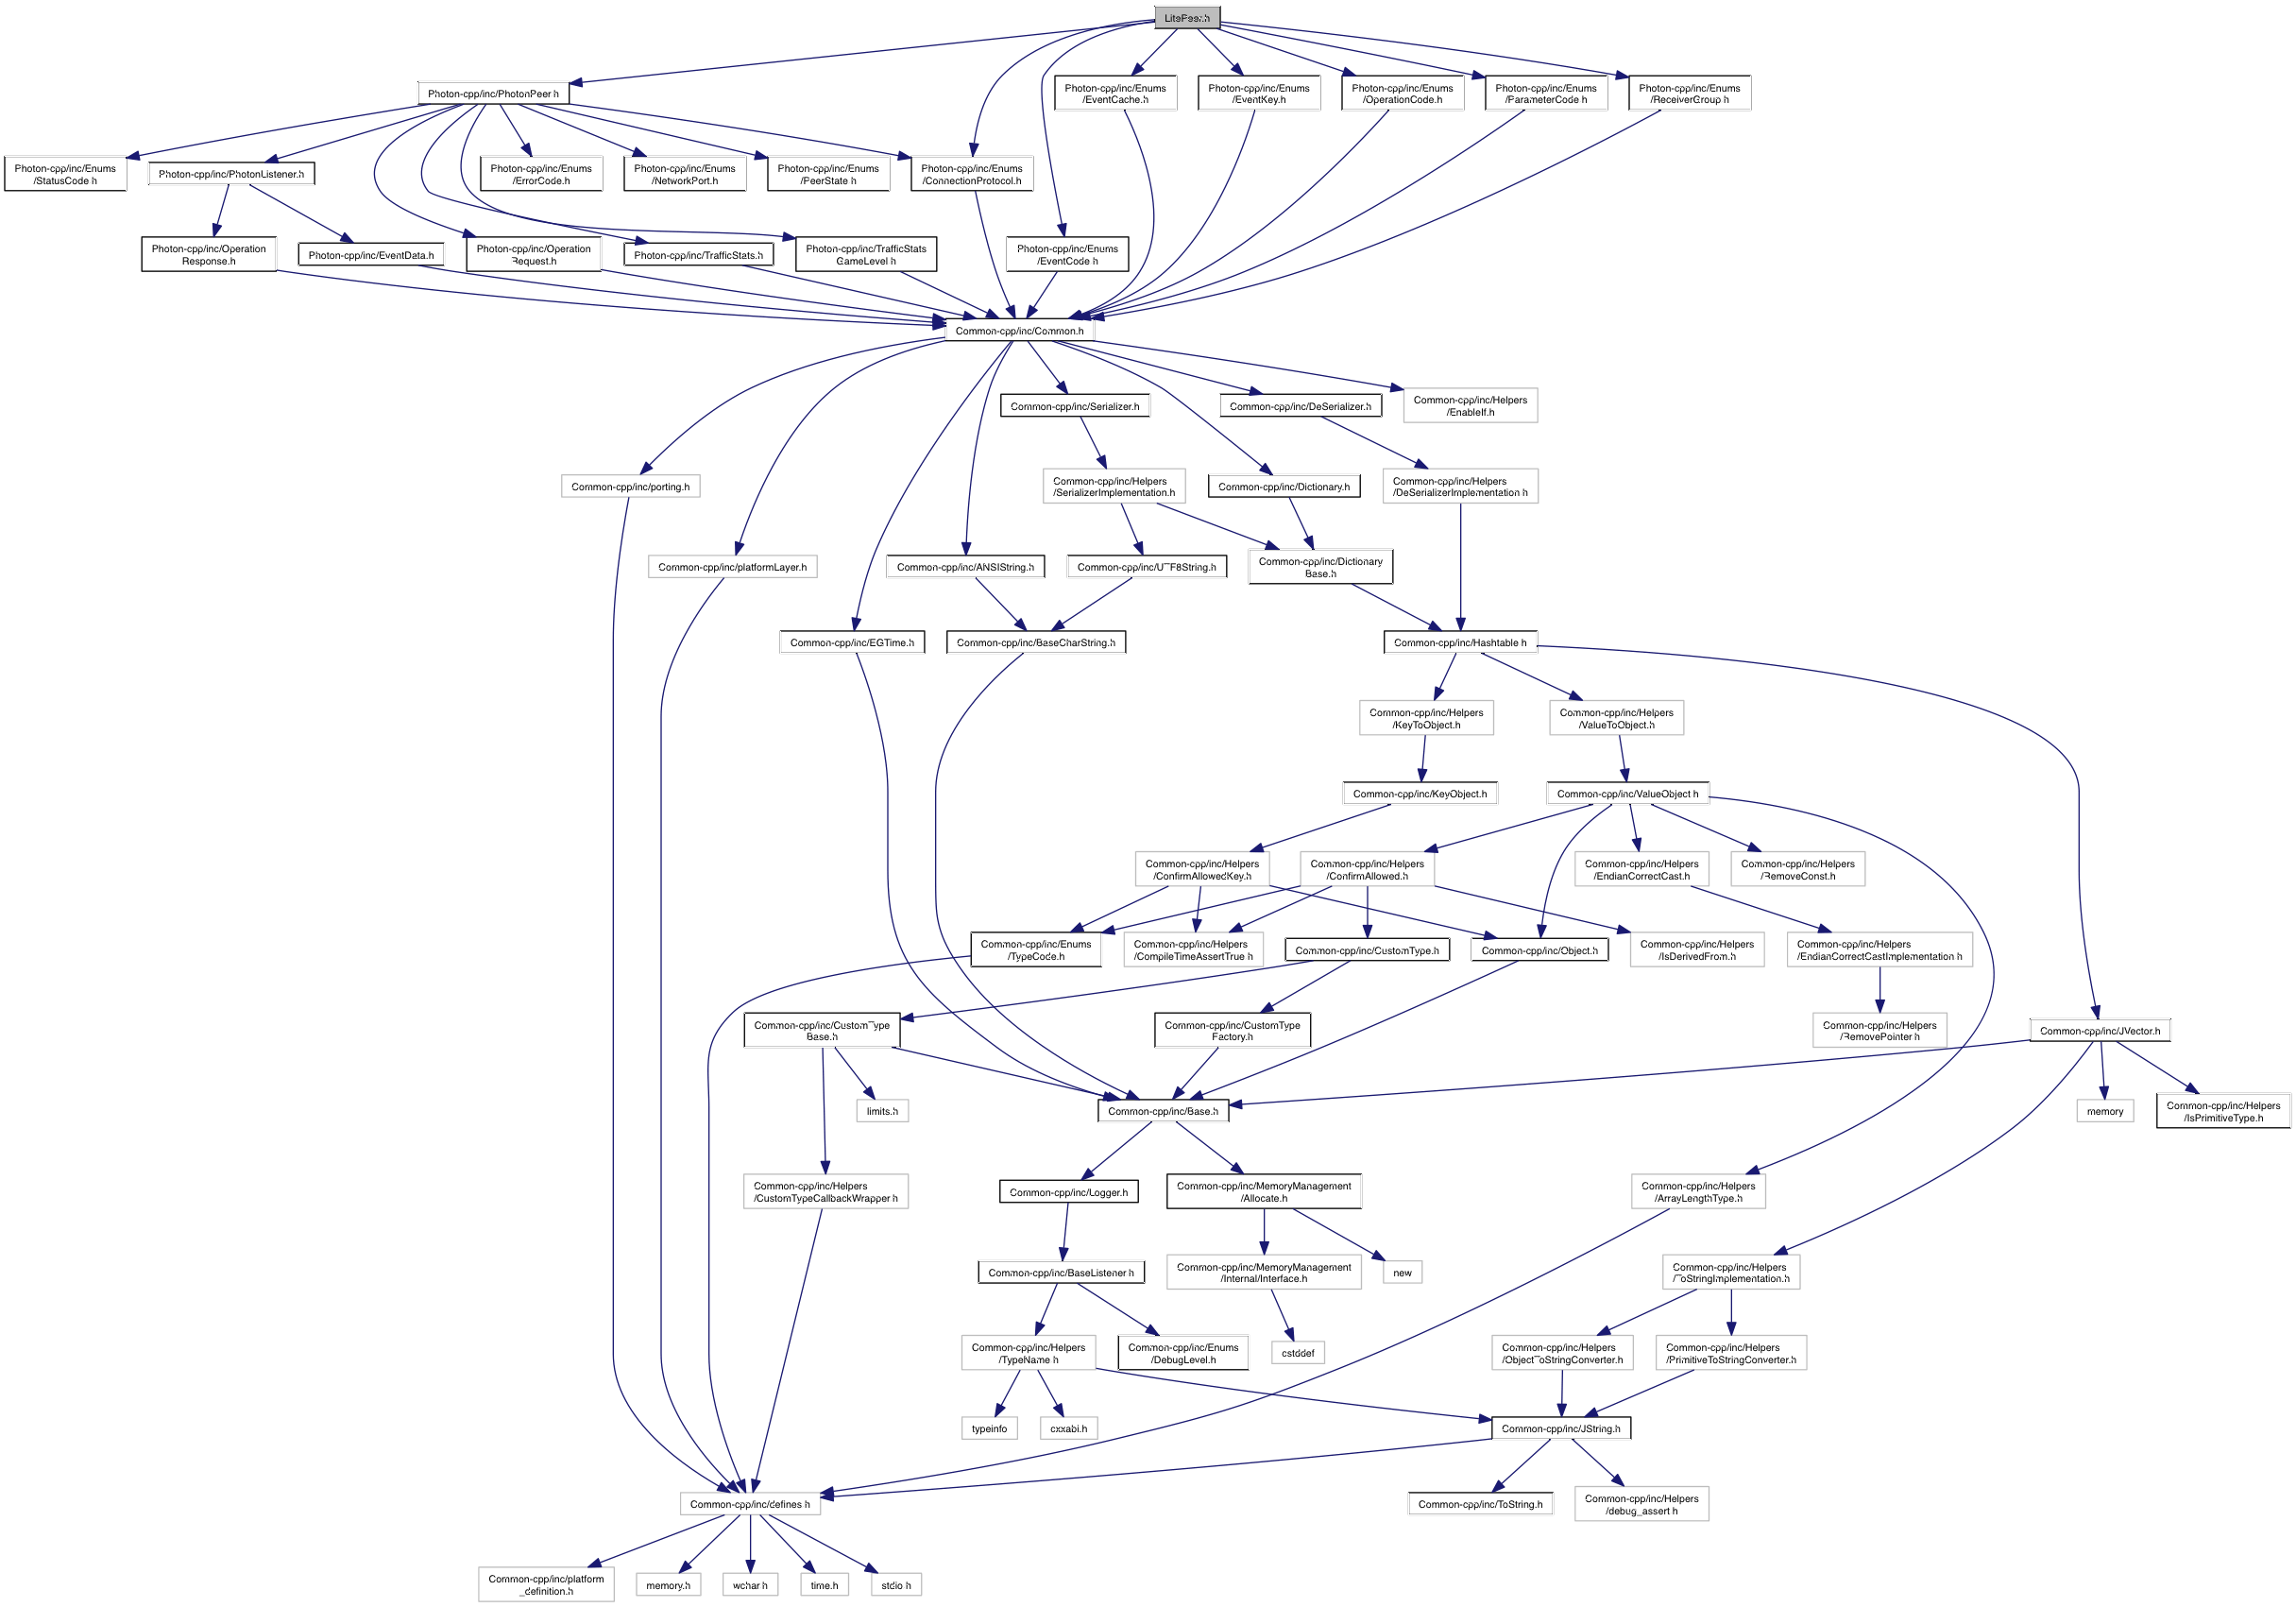 LitePeer.h
Photon-cpp/inc/PhotonPeer.h
Photon-cpp/inc/Enums
/EventCache.h
Photon-cpp/inc/Enums
/EventKey.h
Photon-cpp/inc/Enums
/OperationCode.h
Photon-cpp/inc/Enums
/ParameterCode.h
Photon-cpp/inc/Enums
/ReceiverGroup.h
Photon-cpp/inc/Enums
/StatusCode.h
Photon-cpp/inc/PhotonListener.h
Photon-cpp/inc/Enums
/ErrorCode.h
Photon-cpp/inc/Enums
/NetworkPort.h
Photon-cpp/inc/Enums
/PeerState.h
Photon-cpp/inc/Enums
/ConnectionProtocol.h
Photon-cpp/inc/Operation
Response.h
Photon-cpp/inc/EventData.h
Photon-cpp/inc/Operation
Request.h
Photon-cpp/inc/TrafficStats.h
Photon-cpp/inc/TrafficStats
GameLevel.h
Photon-cpp/inc/Enums
/EventCode.h
Common-cpp/inc/Common.h
Common-cpp/inc/Serializer.h
Common-cpp/inc/DeSerializer.h
Common-cpp/inc/Helpers
/EnableIf.h
Common-cpp/inc/porting.h
Common-cpp/inc/Helpers
/SerializerImplementation.h
Common-cpp/inc/Dictionary.h
Common-cpp/inc/Helpers
/DeSerializerImplementation.h
Common-cpp/inc/platformLayer.h
Common-cpp/inc/ANSIString.h
Common-cpp/inc/UTF8String.h
Common-cpp/inc/Dictionary
Base.h
Common-cpp/inc/EGTime.h
Common-cpp/inc/BaseCharString.h
Common-cpp/inc/Hashtable.h
Common-cpp/inc/Helpers
/KeyToObject.h
Common-cpp/inc/Helpers
/ValueToObject.h
Common-cpp/inc/KeyObject.h
Common-cpp/inc/ValueObject.h
Common-cpp/inc/Helpers
/ConfirmAllowedKey.h
Common-cpp/inc/Helpers
/ConfirmAllowed.h
Common-cpp/inc/Helpers
/EndianCorrectCast.h
Common-cpp/inc/Helpers
/RemoveConst.h
Common-cpp/inc/Enums
/TypeCode.h
Common-cpp/inc/Helpers
/CompileTimeAssertTrue.h
Common-cpp/inc/CustomType.h
Common-cpp/inc/Object.h
Common-cpp/inc/Helpers
/IsDerivedFrom.h
Common-cpp/inc/Helpers
/EndianCorrectCastImplementation.h
Common-cpp/inc/CustomType
Base.h
Common-cpp/inc/CustomType
Factory.h
Common-cpp/inc/Helpers
/RemovePointer.h
Common-cpp/inc/JVector.h
limits.h
Common-cpp/inc/Base.h
memory
Common-cpp/inc/Helpers
/IsPrimitiveType.h
Common-cpp/inc/Helpers
/CustomTypeCallbackWrapper.h
Common-cpp/inc/Logger.h
Common-cpp/inc/MemoryManagement
/Allocate.h
Common-cpp/inc/Helpers
/ArrayLengthType.h
Common-cpp/inc/BaseListener.h
Common-cpp/inc/MemoryManagement
/Internal/Interface.h
new
Common-cpp/inc/Helpers
/ToStringImplementation.h
Common-cpp/inc/Helpers
/TypeName.h
Common-cpp/inc/Enums
/DebugLevel.h
cstddef
Common-cpp/inc/Helpers
/ObjectToStringConverter.h
Common-cpp/inc/Helpers
/PrimitiveToStringConverter.h
typeinfo
cxxabi.h
Common-cpp/inc/JString.h
Common-cpp/inc/defines.h
Common-cpp/inc/ToString.h
Common-cpp/inc/Helpers
/debug_assert.h
Common-cpp/inc/platform
_definition.h
memory.h
wchar.h
time.h
stdio.h